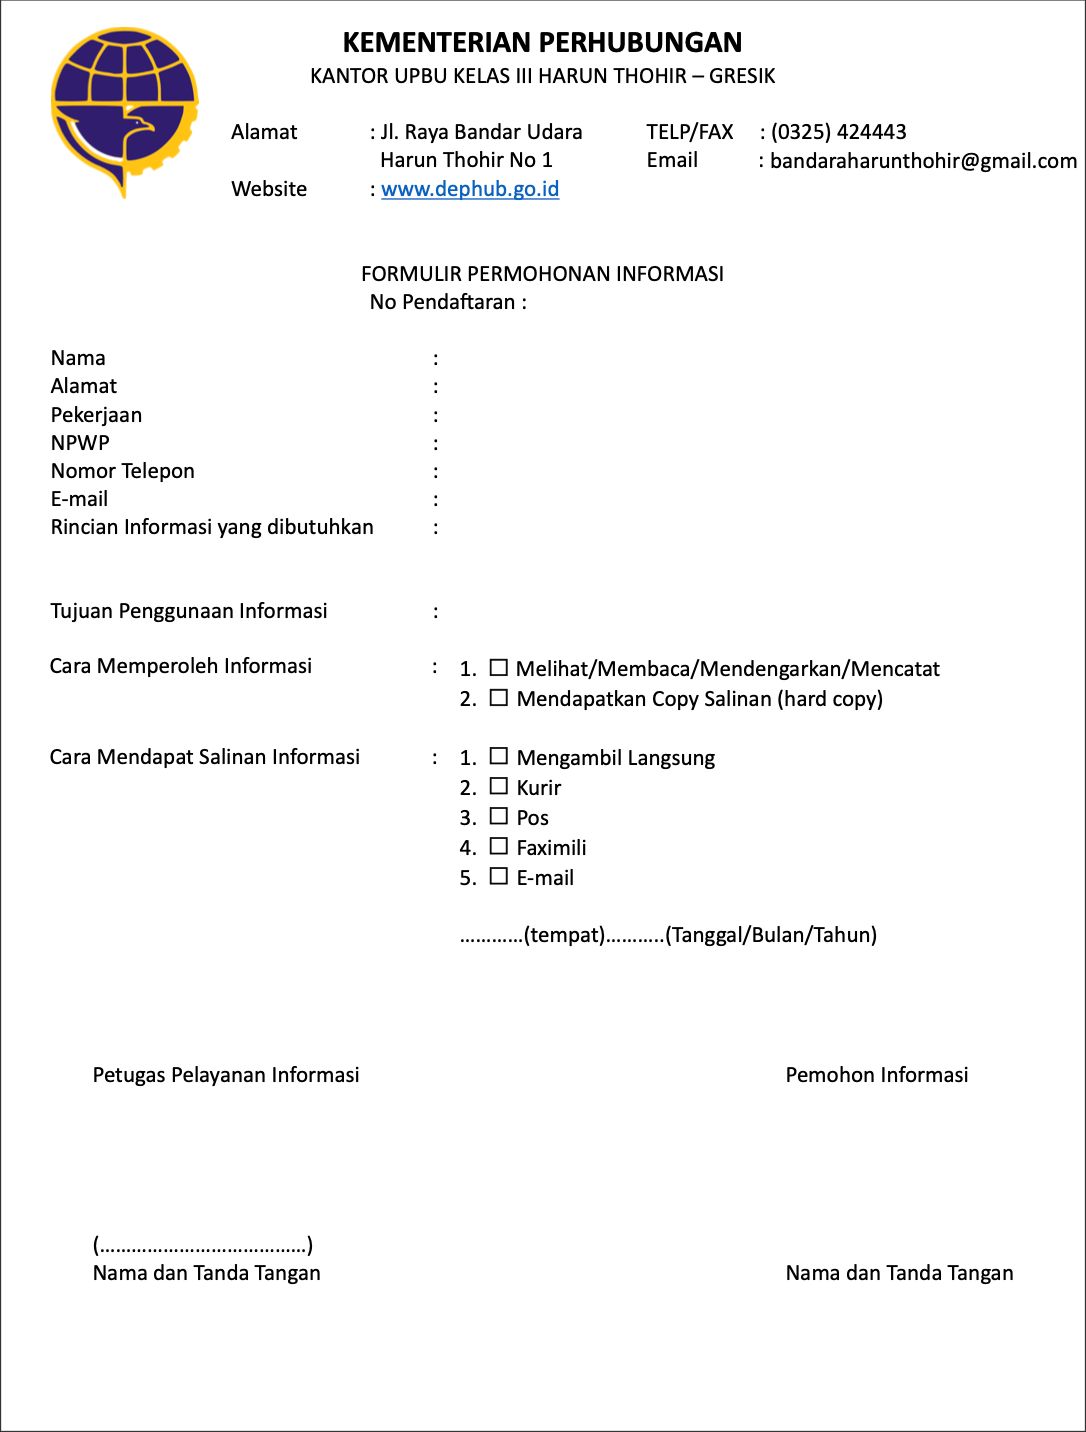 KEMENTERIAN PERHUBUNGAN
KANTOR UPBU KELAS III HARUN THOHIR – GRESIK
Alamat : Jl. Raya Bandar Udara TELP/FAX : (0325) 424443
Harun Thohir No 1 Email : bandaraharunthohir@gmail.com
Website : www.dephub.go.id
FORMULIR PERMOHONAN INFORMASI
No Pendaftaran :
Nama :
Alamat :
Pekerjaan :
NPWP :
Nomor Telepon :
E-mail :
Rincian Informasi yang dibutuhkan :
Tujuan Penggunaan Informasi :
Cara Memperoleh Informasi : 1. ☐ Melihat/Membaca/Mendengarkan/Mencatat
2. ☐ Mendapatkan Copy Salinan (hard copy)
Cara Mendapat Salinan Informasi : 1. ☐ Mengambil Langsung
2. ☐ Kurir
3. ☐ Pos
4. ☐ Faximili
5. ☐ E-mail
…………(tempat)………..(Tanggal/Bulan/Tahun)
Petugas Pelayanan Informasi Pemohon Informasi
(…………………………………)
Nama dan Tanda Tangan Nama dan Tanda Tangan